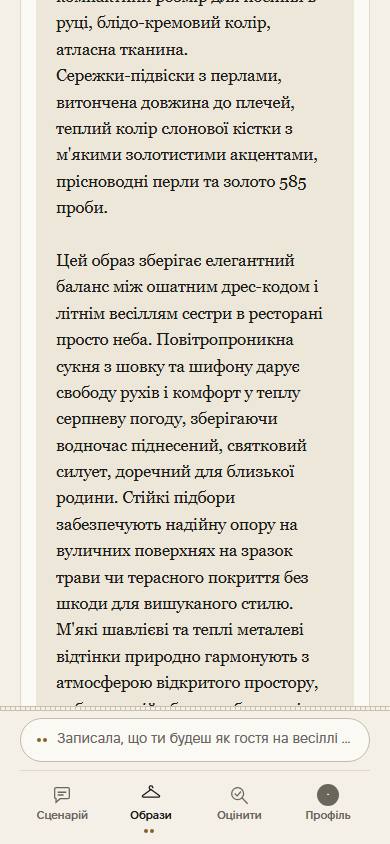 руці, блідо-кремовий колір,
атласна тканина.
Сережки-підвіски з перлами,
витончена довжина до плечей,
теплий колір слонової кістки з
м'якими золотистими акцентами,
прісноводні перли та золото 585
проби.
Цей образ зберігає елегантний
баланс між ошатним дрес-кодом і
літнім весіллям сестри в ресторані
просто неба. Повітропроникна
сукня з шовку та шифону дарує
свободу рухів і комфорт у теплу
серпневу погоду, зберігаючи
водночас піднесений, святковий
силует, доречний для близької
родини. Стійкі підбори
забезпечують надійну опору на
вуличних поверхнях на зразок
трави чи терасного покриття без
шкоди для вишуканого стилю.
М'які шавлієві та теплі металеві
відтінки природно гармонюють з
атмосферою відкритого простору,
Записала, що ти будеш як гостя на весіллі ...
Сценарій
Образи
Оцінити
Профіль